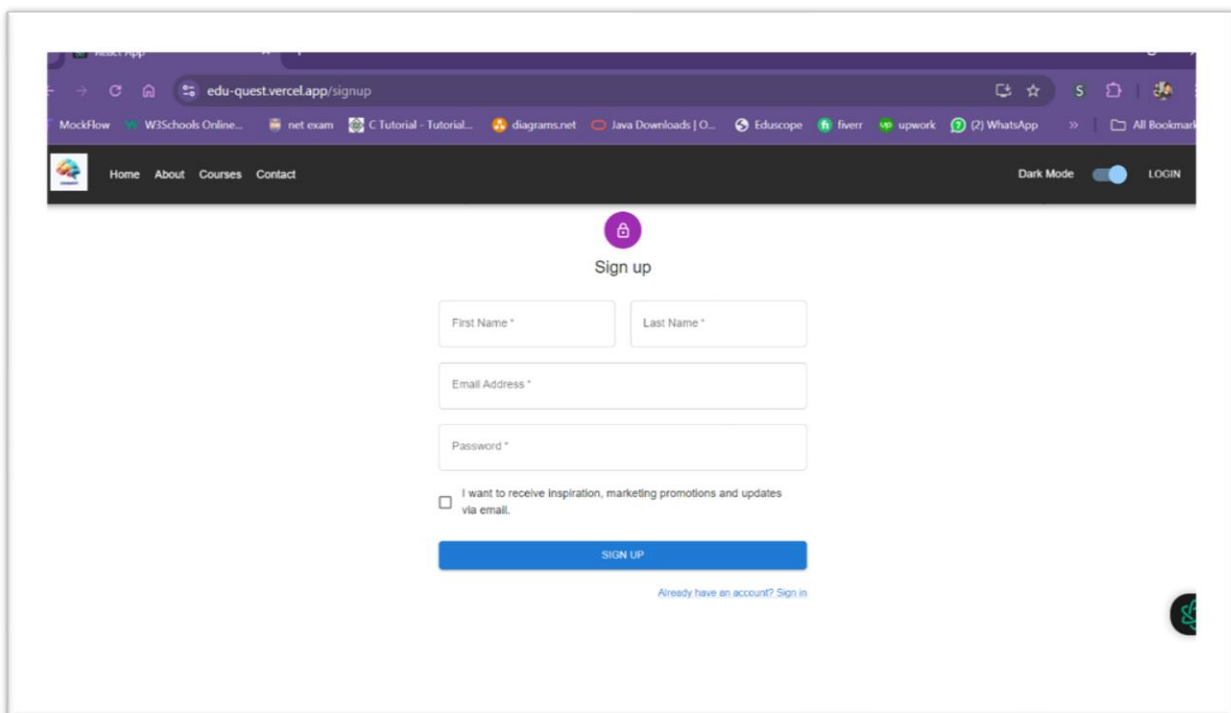 React App
edu-quest.vercel.app/signup
S
MockFlow W3Schools Online... net exam C Tutorial - Tutorial... diagrams.net Java Downloads | O... Eduscope fi fiverr up upwork (2) WhatsApp » All Bookmark
Home About Courses Contact Dark Mode LOGIN
Sign up
First Name * Last Name *
Email Address *
Password *
I want to receive inspiration, marketing promotions and updates
via email.
SIGN UP
Already have an account? Sign in